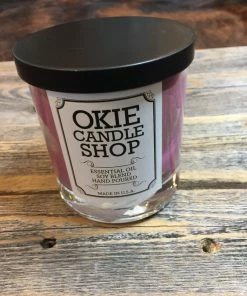 OKIE
CANDLE
SHOP
ESSENTIAL OIL
SOY BLEND
HAND POURED
MADE IN U.S.A.